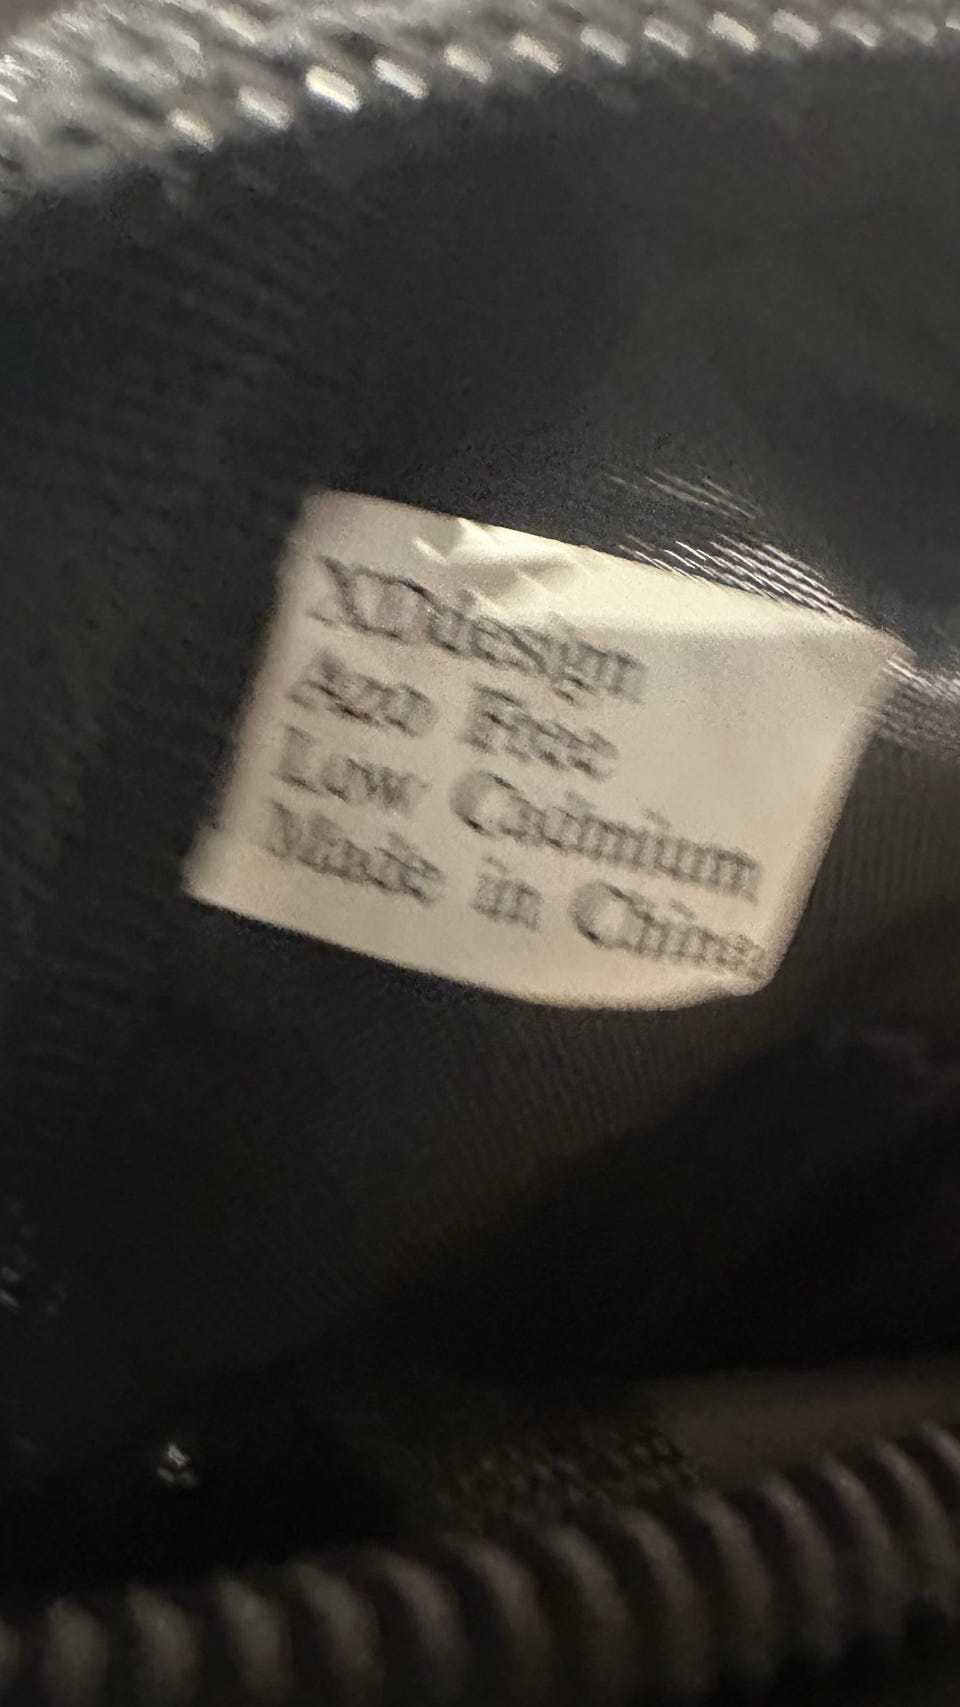 XDdesign
Azo Free
Low Cadmium
Made in China